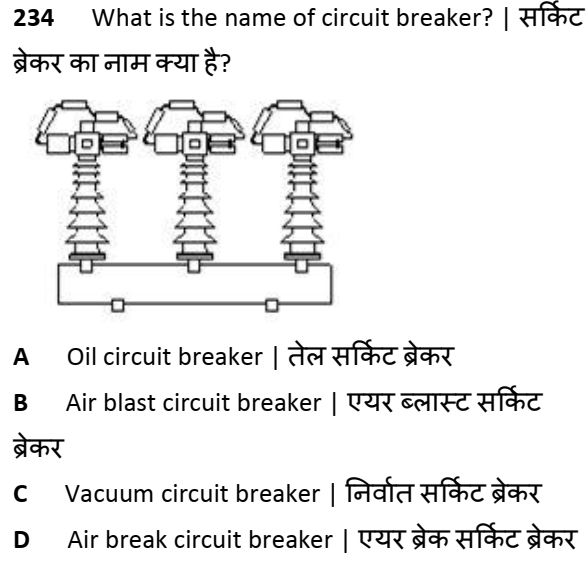 234 What is the name of circuit breaker? | सर्किट
ब्रेकर का नाम क्या है?
A Oil circuit breaker | तेल सर्किट ब्रेकर
B Air blast circuit breaker | एयर ब्लास्ट सर्किट
ब्रेकर
C Vacuum circuit breaker | निर्वात सर्किट ब्रेकर
D Air break circuit breaker | एयर ब्रेक सर्किट ब्रेकर